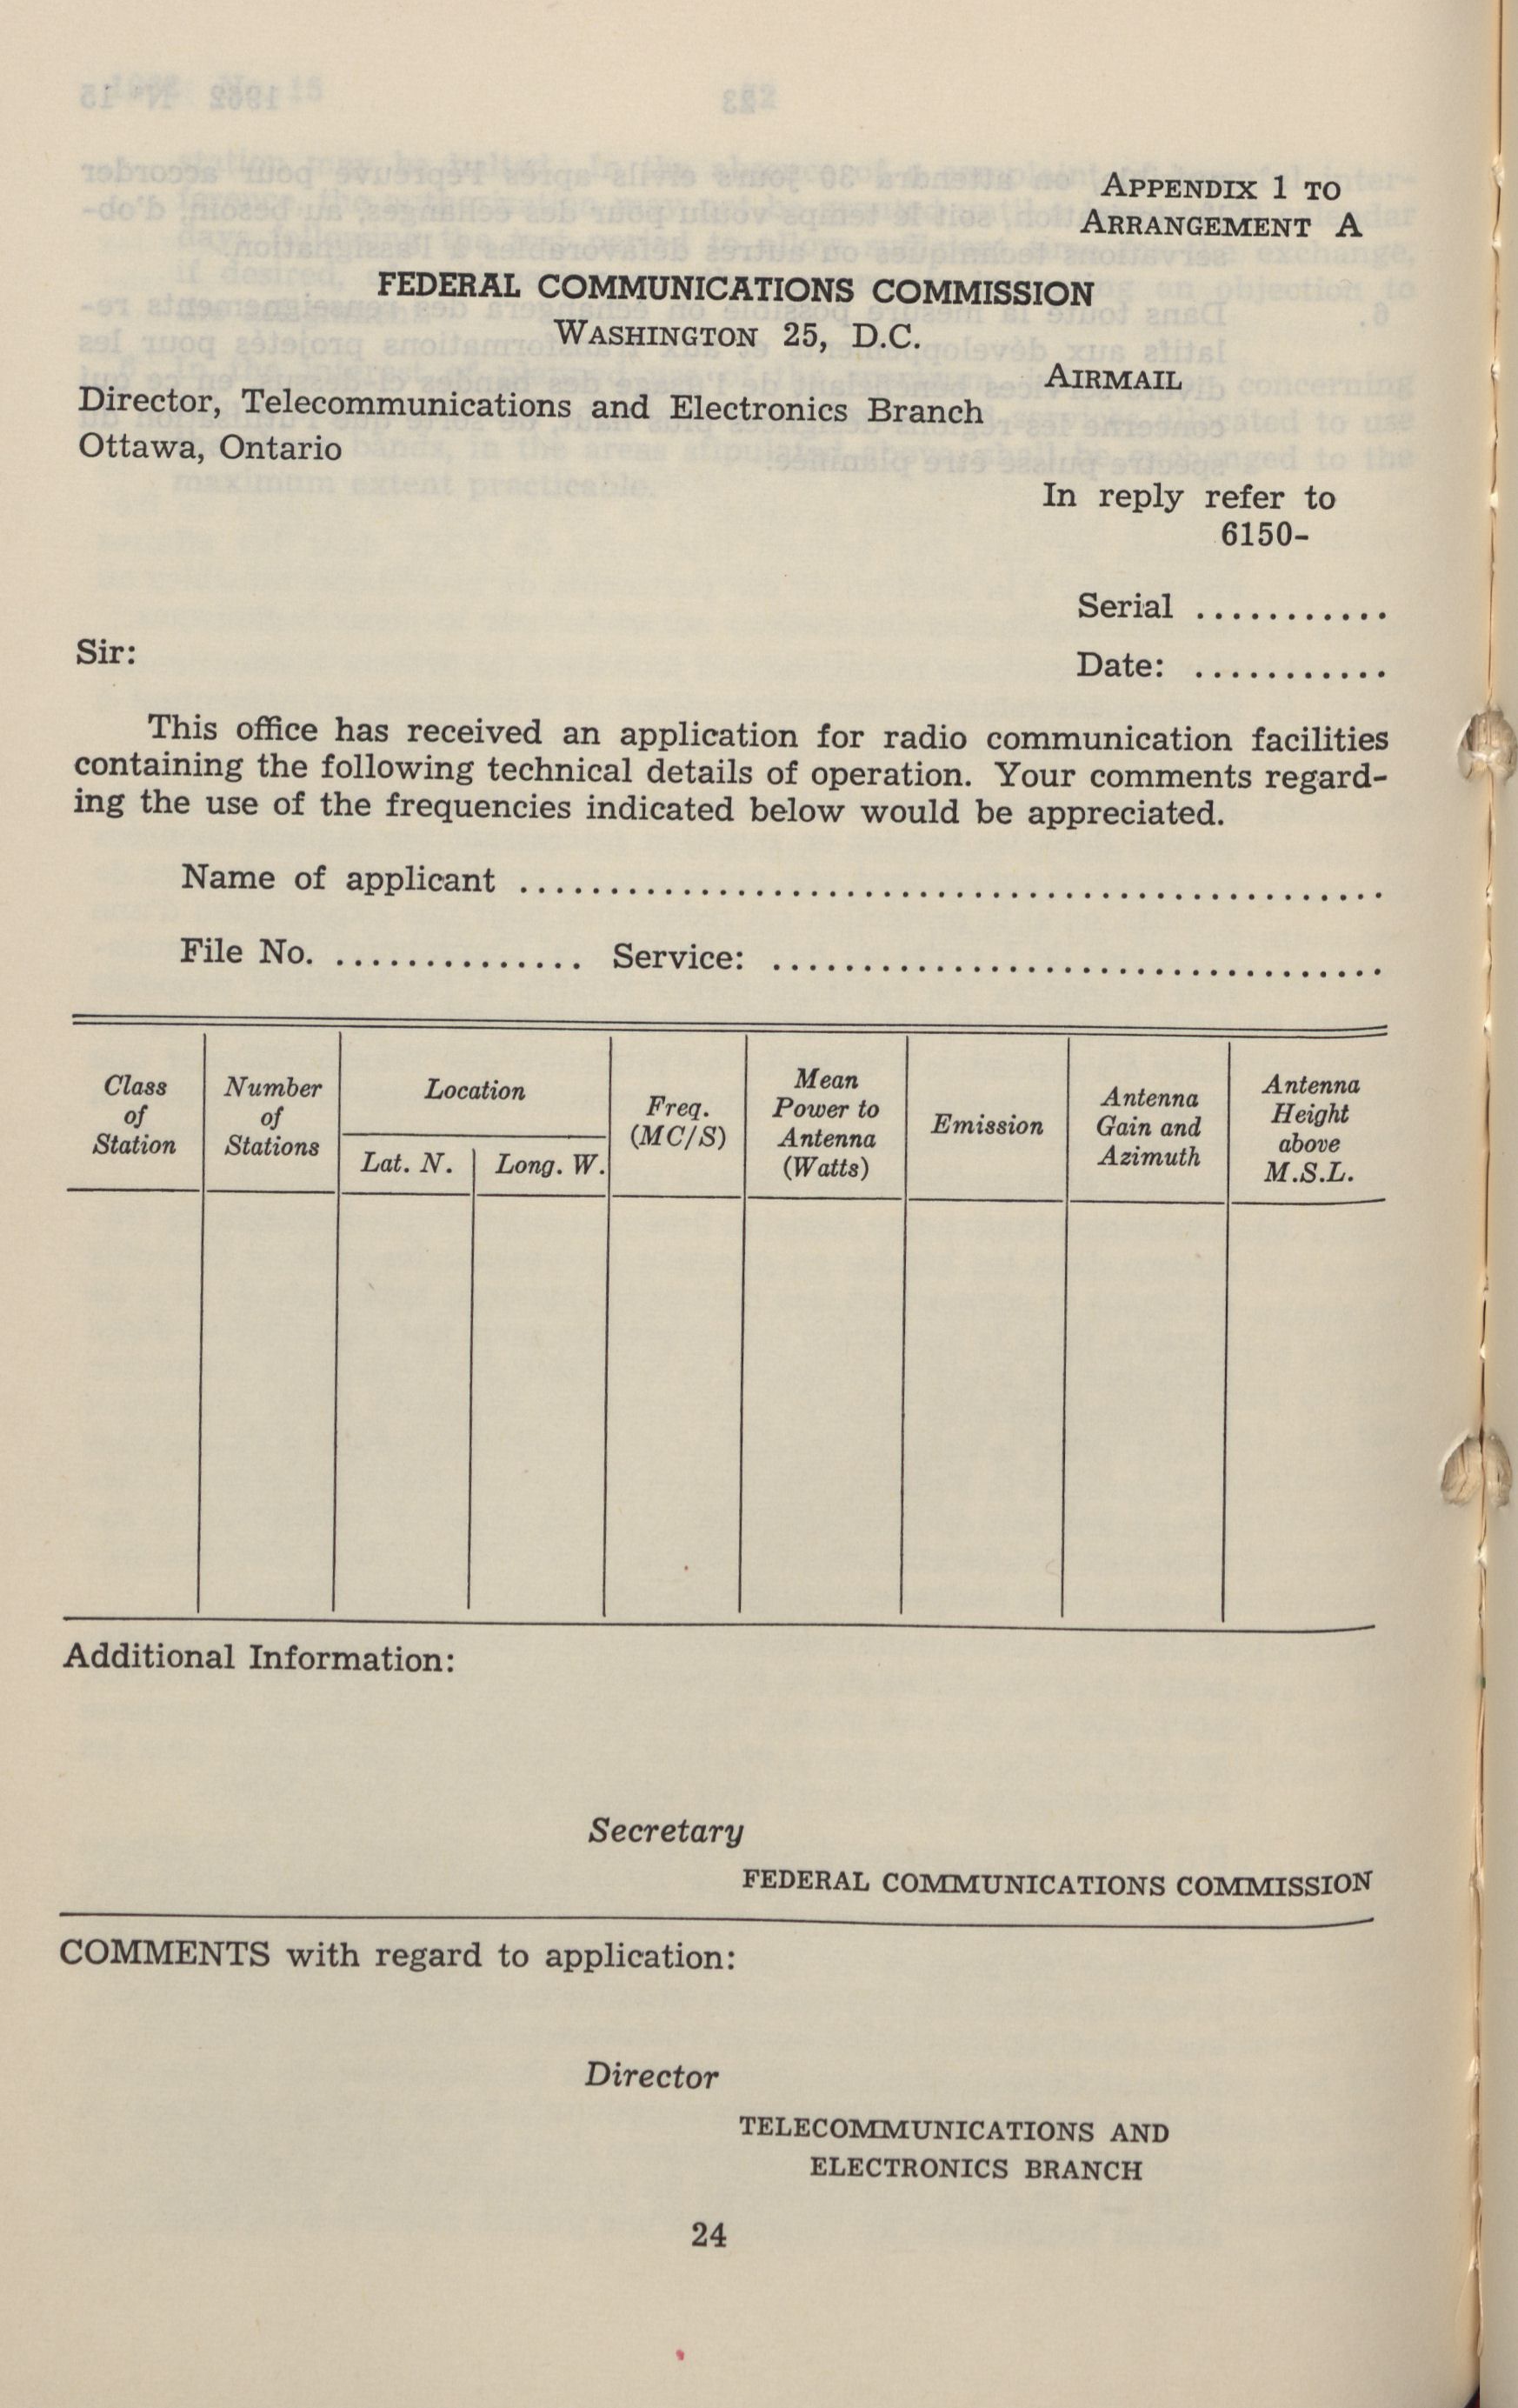 APPENDIX 1 TO
ARRANGEMENT A
FEDERAL COMMUNICATIONS COMMISSION
WASHINGTON 25, D.C.
AIRMAIL
Director, Telecommunications and Electronics Branch
Ottawa, Ontario
In reply refer to
6150-
Serial ...........
Sir:
Date: ...........
This office has received an application for radio communication facilities
containing the following technical details of operation. Your comments regard-
ing the use of the frequencies indicated below would be appreciated.
Name of applicant ................................................
File No. .............. Service: ..................................
Class
of
Station
Number
of
Stations
Location
Lat. N.
Long. W.
Freq.
(MC/S)
Mean
Power to
Antenna
(Watts)
Emission
Antenna
Gain and
Azimuth
Antenna
Height
above
M.S.L.
Additional Information:
Secretary
FEDERAL COMMUNICATIONS COMMISSION
COMMENTS with regard to application:
Director
TELECOMMUNICATIONS AND
ELECTRONICS BRANCH
24